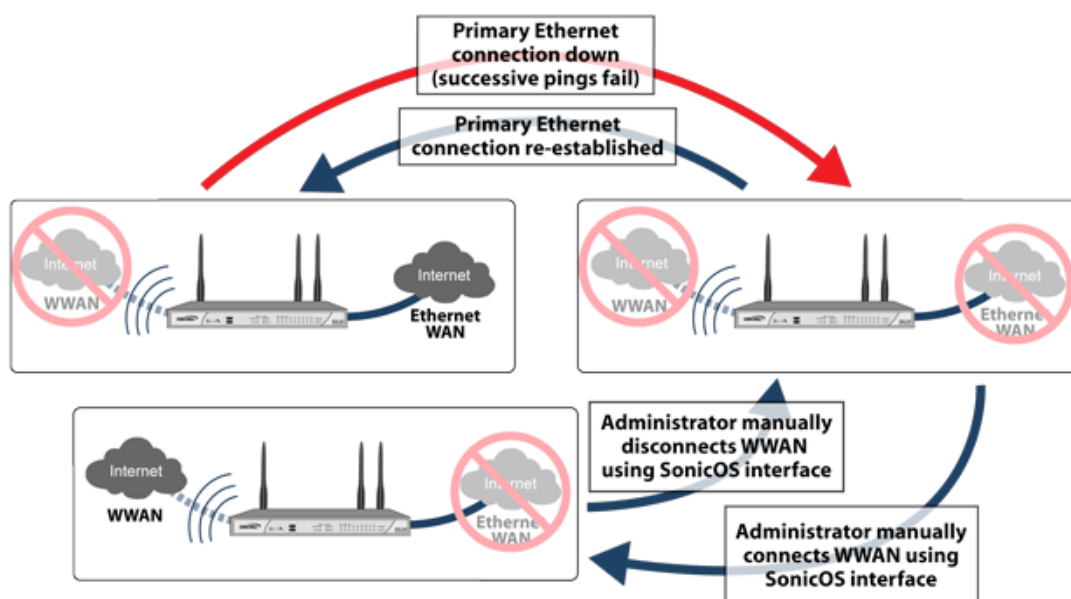 Primary Ethernet
connection down
(successive pings fail)
Primary Ethernet
connection re-established
Internet
WWAN
Internet
Ethernet
WAN
Internet
WWAN
Internet
Ethernet
WAN
Internet
WWAN
Internet
Ethernet
WAN
Administrator manually
disconnects WWAN
using SonicOS interface
Administrator manually
connects WWAN using
SonicOS interface